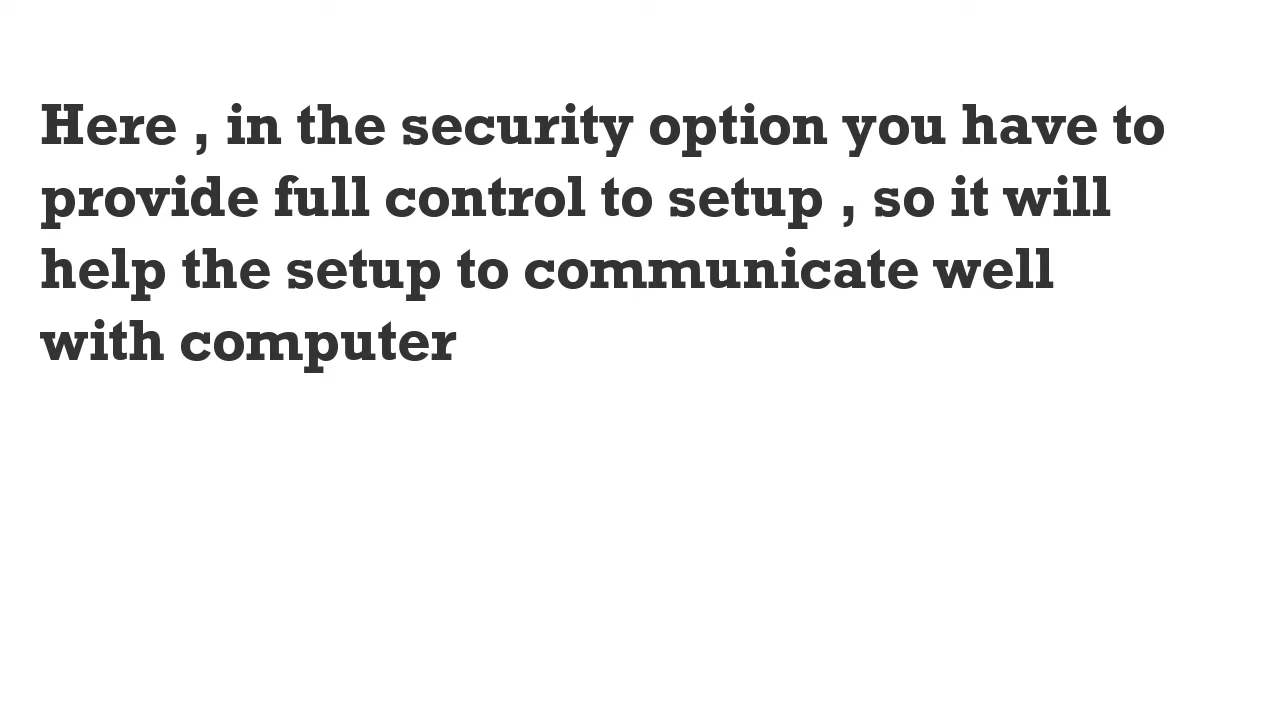 Here , in the security option you have to
provide full control to setup , so it will
help the setup to communicate well
with computer